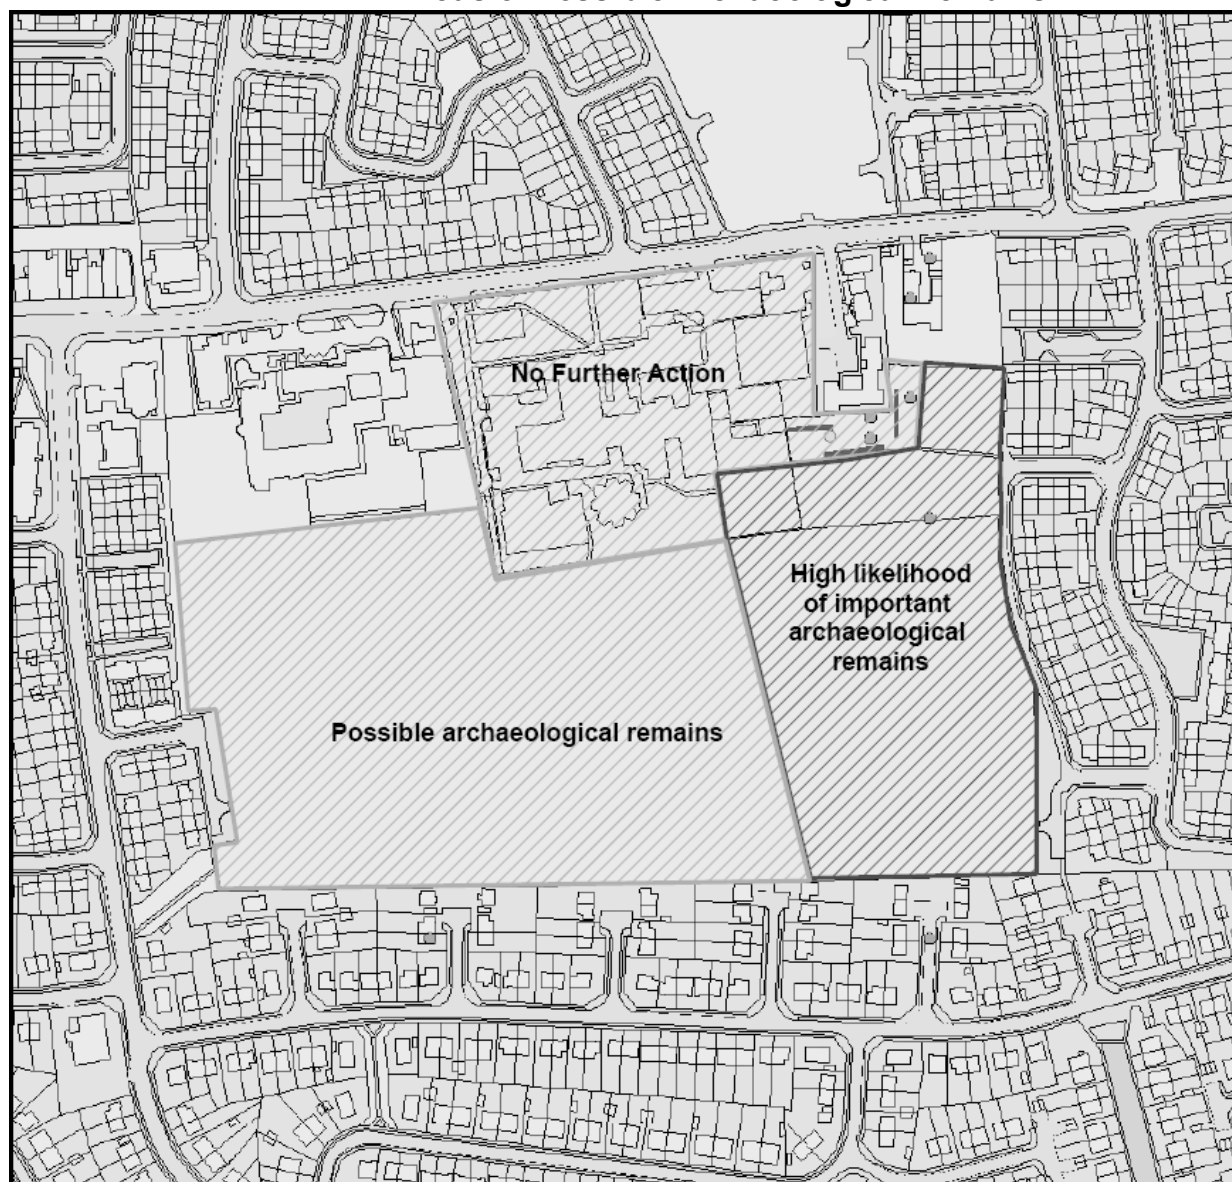 No Further Action
High likelihood
of important
archaeological
remains
Possible archaeological remains